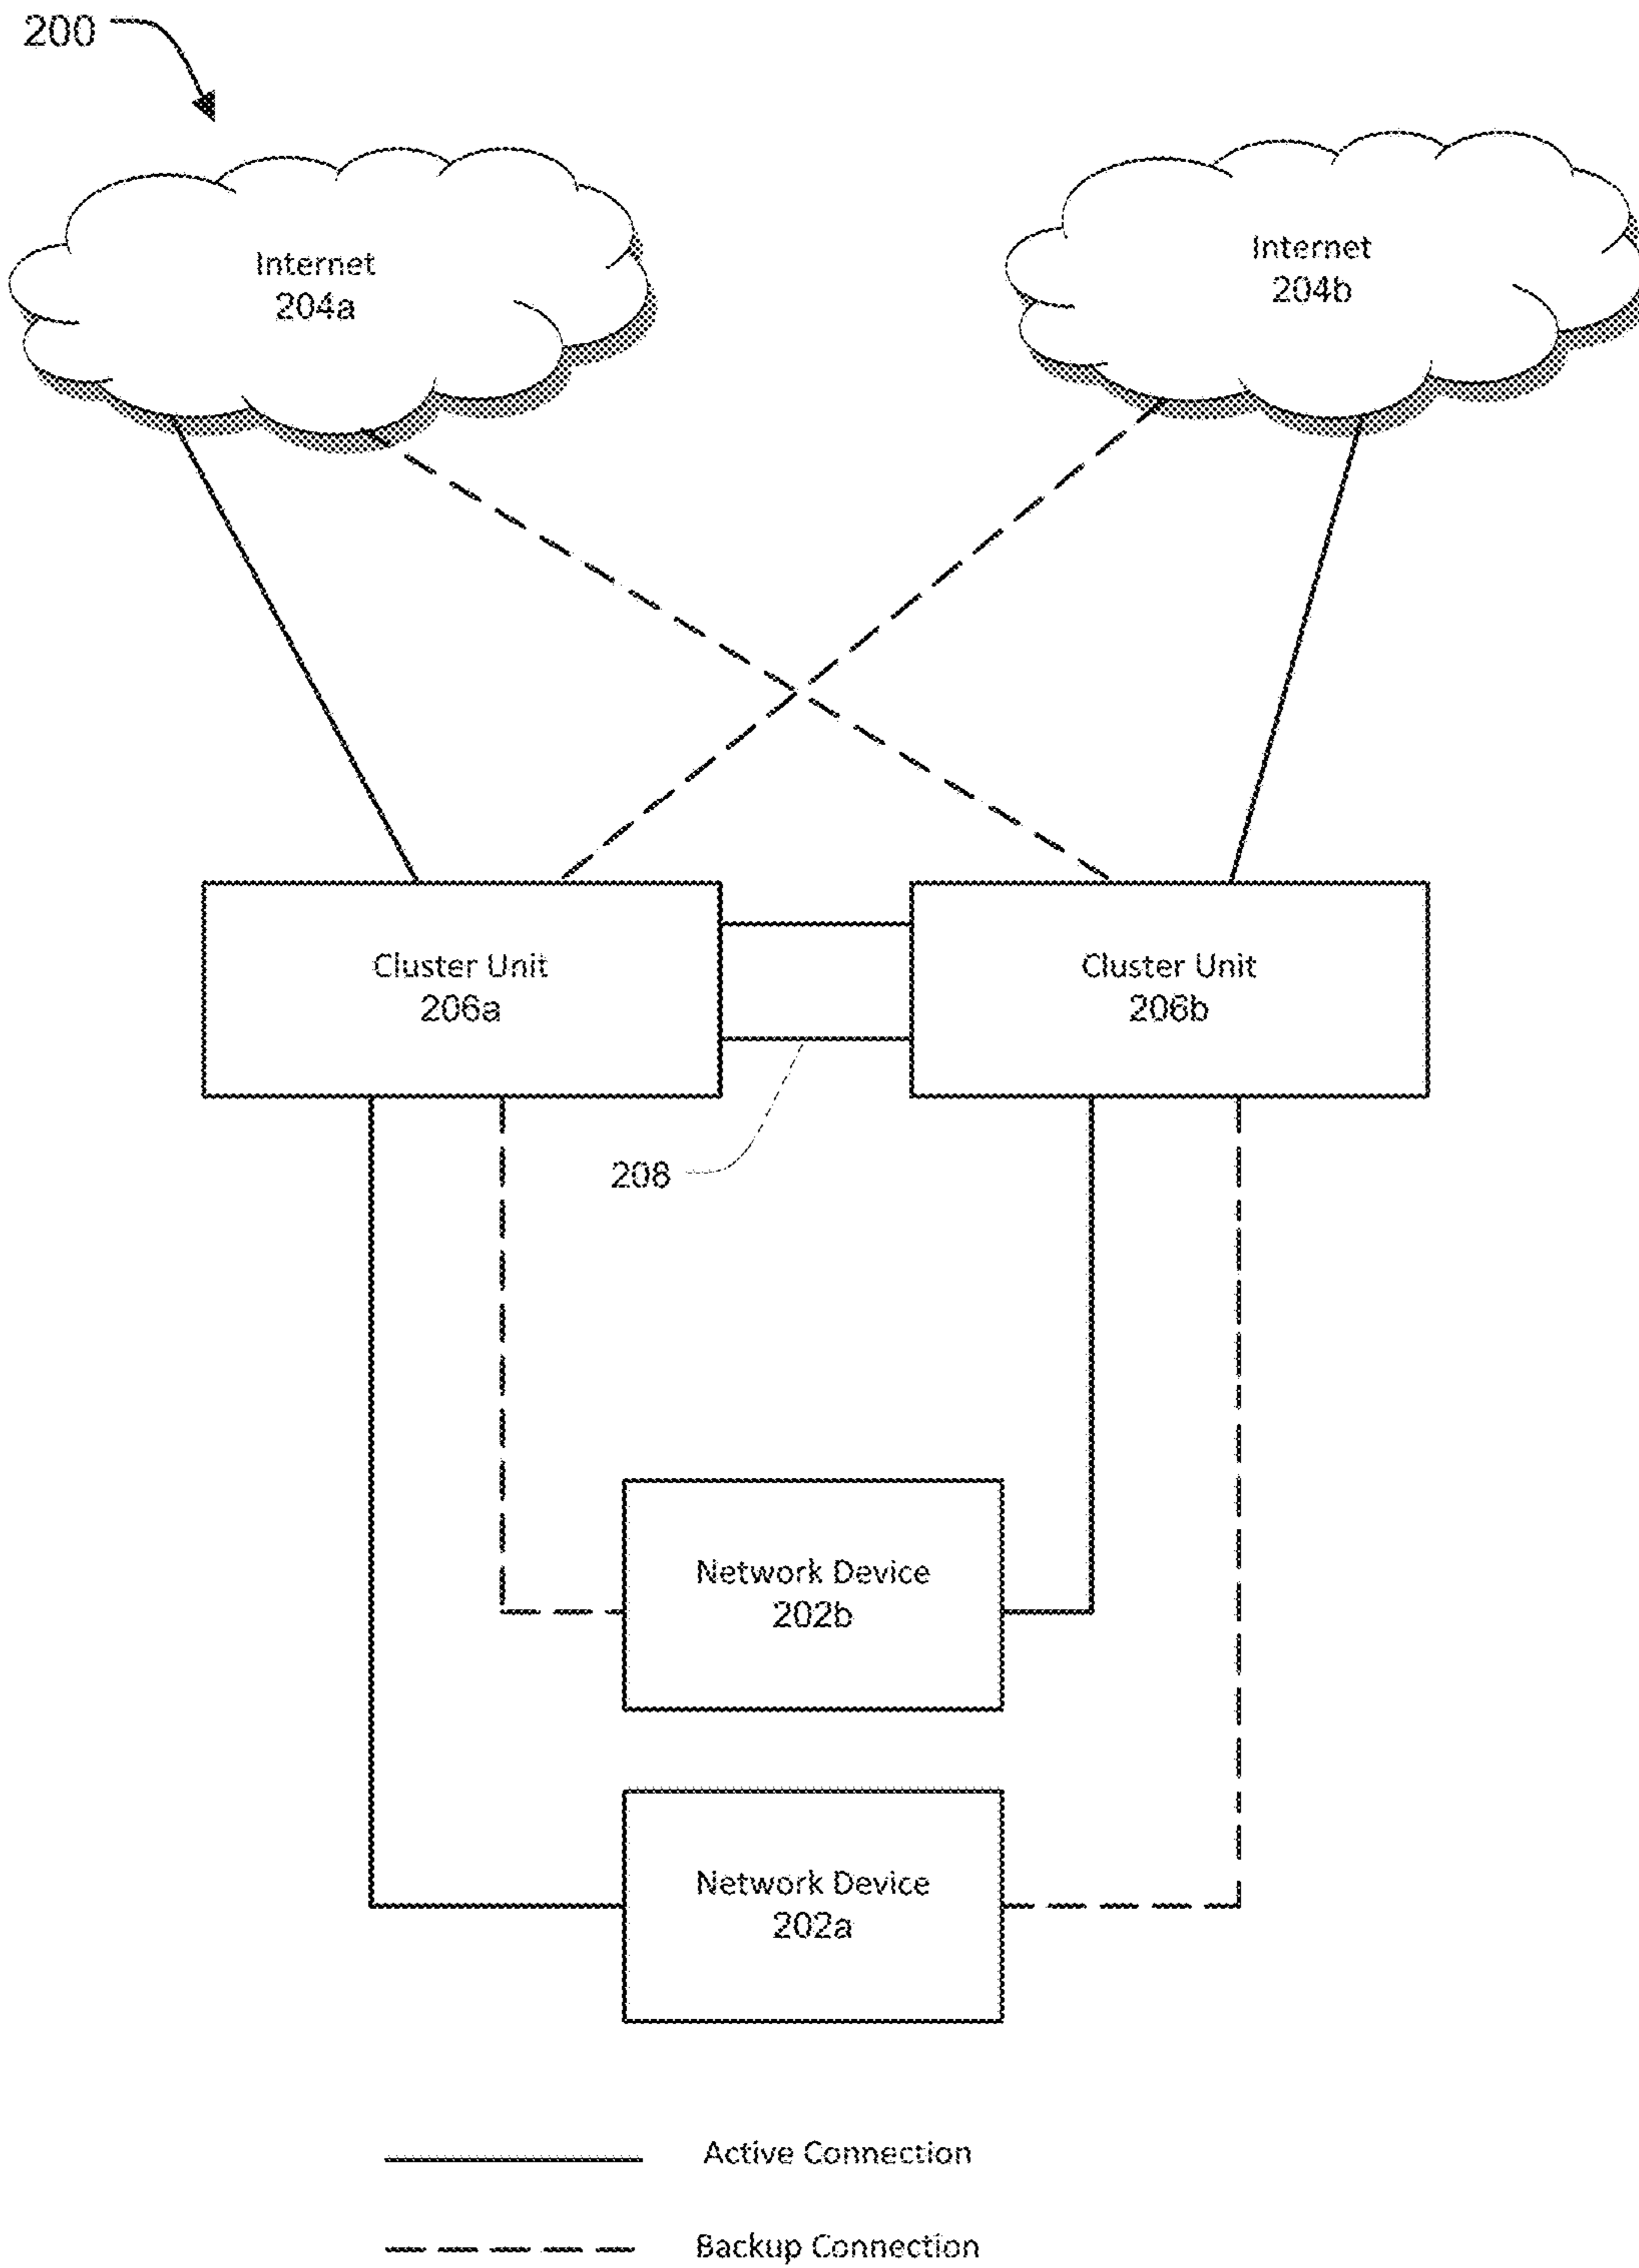 200
Internet
204a
Internet
204b
Cluster Unit
206a
Cluster Unit
206b
208
Network Device
202b
Network Device
202a
Active Connection
Backup Connection